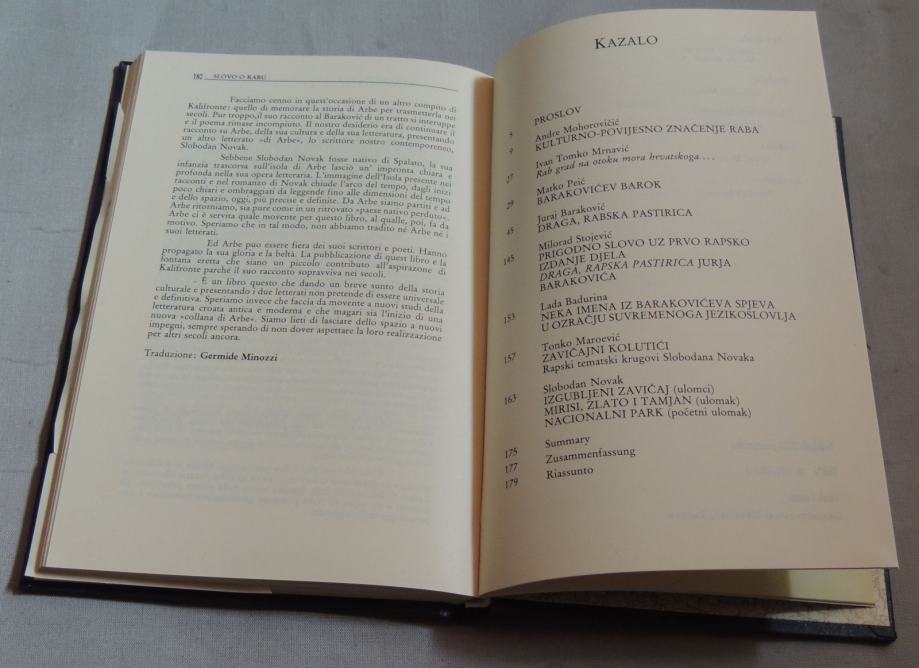 182 SLOVO O RABU
Facciamo cenno in quest'occasione di un altro compito di
Kalifronte: quello di memorare la storia di Arbe per trasmetterla nei
secoli. Pur troppo,il suo racconto al Baraković di un tratto si interuppe
e il poema rimase incompiuto. Il nostro desiderio era di continuare il
racconto su Arbe, della sua cultura e della sua letteratura, presentando
un altro letterato »di Arbe«, lo scrittore nostro contemporaneo,
Slobodan Novak.
Sebbene Slobodan Novak fosse nativo di Spalato, la sua
infanzia trascorsa sull'isola di Arbe lasciò un' impronta chiara e
profonda nella sua opera letteraria. L'immagine dell'Isola presente nei
racconti e nel romanzo di Novak chiude l'arco del tempo, dagli inizi
poco chiari e ombraggiati da leggende fino alle dimensioni del tempo
e dello spazio, oggi, più precise e definite. Da Arbe siamo partiti e ad
Arbe ritorniamo, sia pure come in un ritrovato »paese nativo perduto«.
Arbe ci è servita quale movente per questo libro, al quale, poi, fa da
motivo. Speriamo che in tal modo, non abbiamo tradito né Arbe né i
suoi letterati.
Ed Arbe puo essere fiera dei suoi scrittori e poeti. Hanno
propagato la sua gloria e la beltà. La pubblicazione di quest libro e la
fontana eretta che siano un piccolo contributo all'aspirazone di
Kalifronte parché il suo racconto sopravviva nei secoli.
È un libro questo che dando un breve sunto della storia
culturale e presentando i due letterati non pretende di essere universale
e definitiva. Speriamo invece che faccia da movente a nuovi studi della
letteratura croata antica e moderna e che magari sia l'inizio di una
nuova »collana di Arbe«. Siamo lieti di lasciare dello spazio a nuovi
impegni, sempre sperando di non dover aspettare la loro realizzazione
per altri secoli ancora.
Traduzione: Germide Minozzi
KAZALO
5 PROSLOV
Andre Mohorovičić
9 KULTURNO-POVIJESNO ZNAČENJE RABA
Ivan Tomko Mrnavić
27 Rab grad na otoku mora hrvatskoga ...
Matko Peić
29 BARAKOVIĆEV BAROK
Juraj Baraković
45 DRAGA, RABSKA PASTIRICA
Milorad Stojević
145 PRIGODNO SLOVO UZ PRVO RAPSKO
IZDANJE DJELA
DRAGA, RAPSKA PASTIRICA JURJA
BARAKOVIĆA
Lada Badurina
153 NEKA IMENA IZ BARAKOVIĆEVA SPJEVA
U OZRAČJU SUVREMENOGA JEZIKOSLOVLJA
Tonko Maroević
157 ZAVIČAJNI KOLUTIĆI
Rapski tematski krugovi Slobodana Novaka
Slobodan Novak
163 IZGUBLJENI ZAVIČAJ (ulomci)
MIRISI, ZLATO I TAMJAN (ulomak)
NACIONALNI PARK (početni ulomak)
175 Summary
177 Zusammenfassung
179 Riassunto